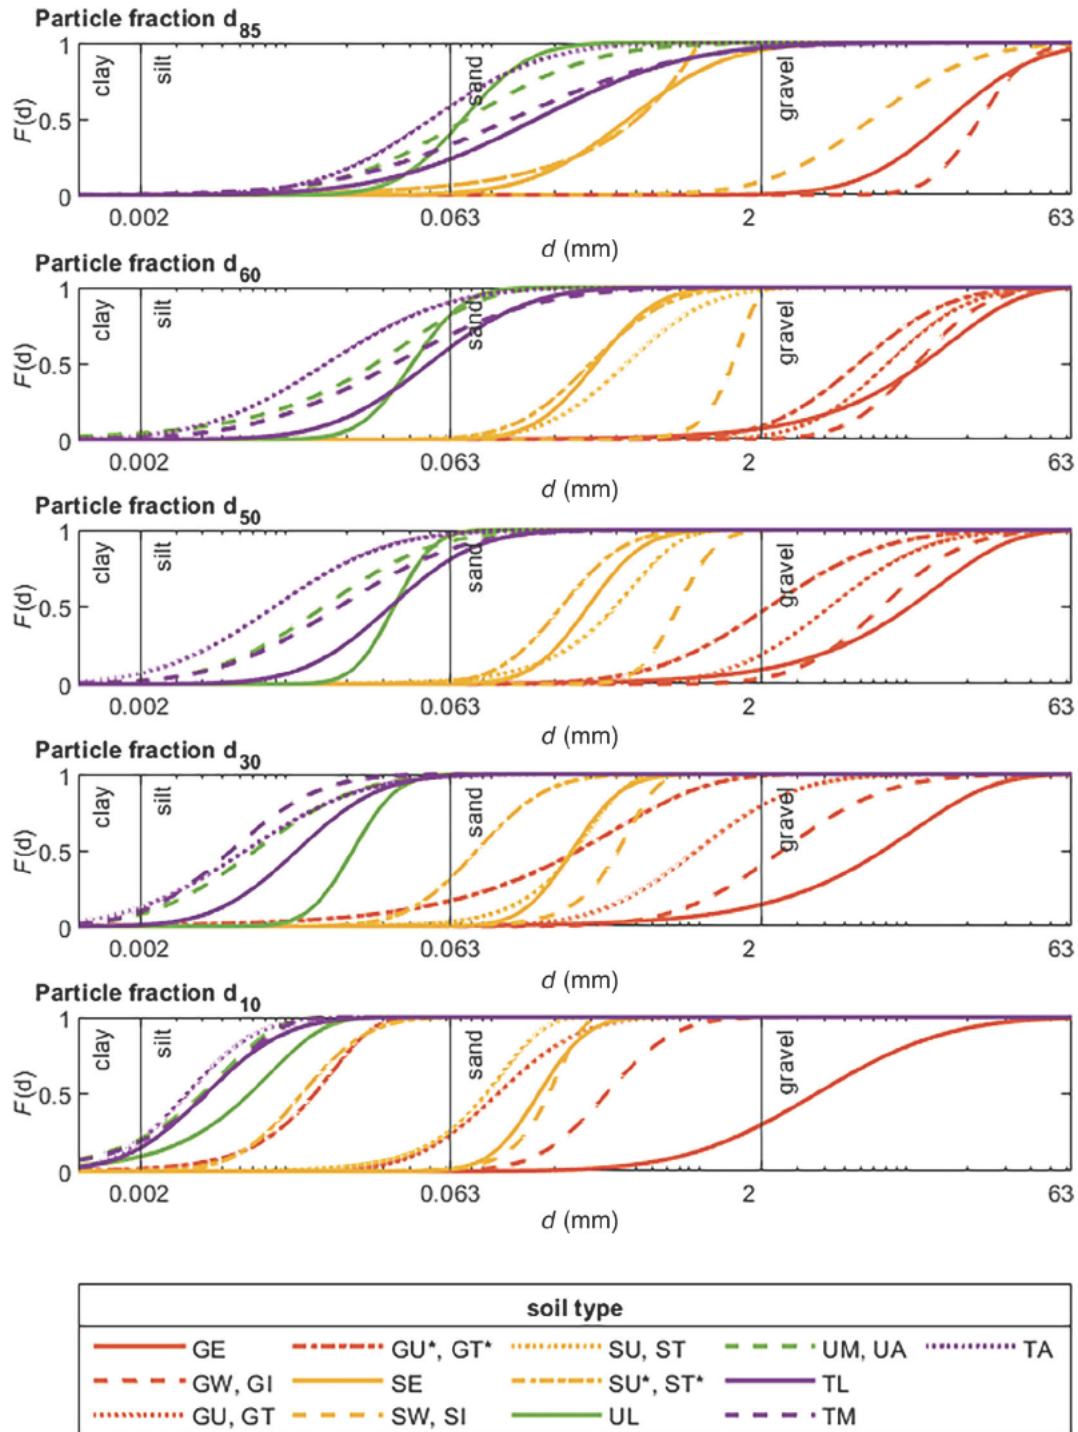 Particle fraction d85
1
0.5
0
F(d)
clay
silt
sand
gravel
0.002 0.063 2 63
d (mm)
Particle fraction d60
1
0.5
0
F(d)
clay
silt
sand
gravel
0.002 0.063 2 63
d (mm)
Particle fraction d50
1
0.5
0
F(d)
clay
silt
sand
gravel
0.002 0.063 2 63
d (mm)
Particle fraction d30
1
0.5
0
F(d)
clay
silt
sand
gravel
0.002 0.063 2 63
d (mm)
Particle fraction d10
1
0.5
0
F(d)
clay
silt
sand
gravel
0.002 0.063 2 63
d (mm)
soil type
GE GU*, GT* SU, ST UM, UA TA
GW, GI SE SU*, ST* TL
GU, GT SW, SI UL TM